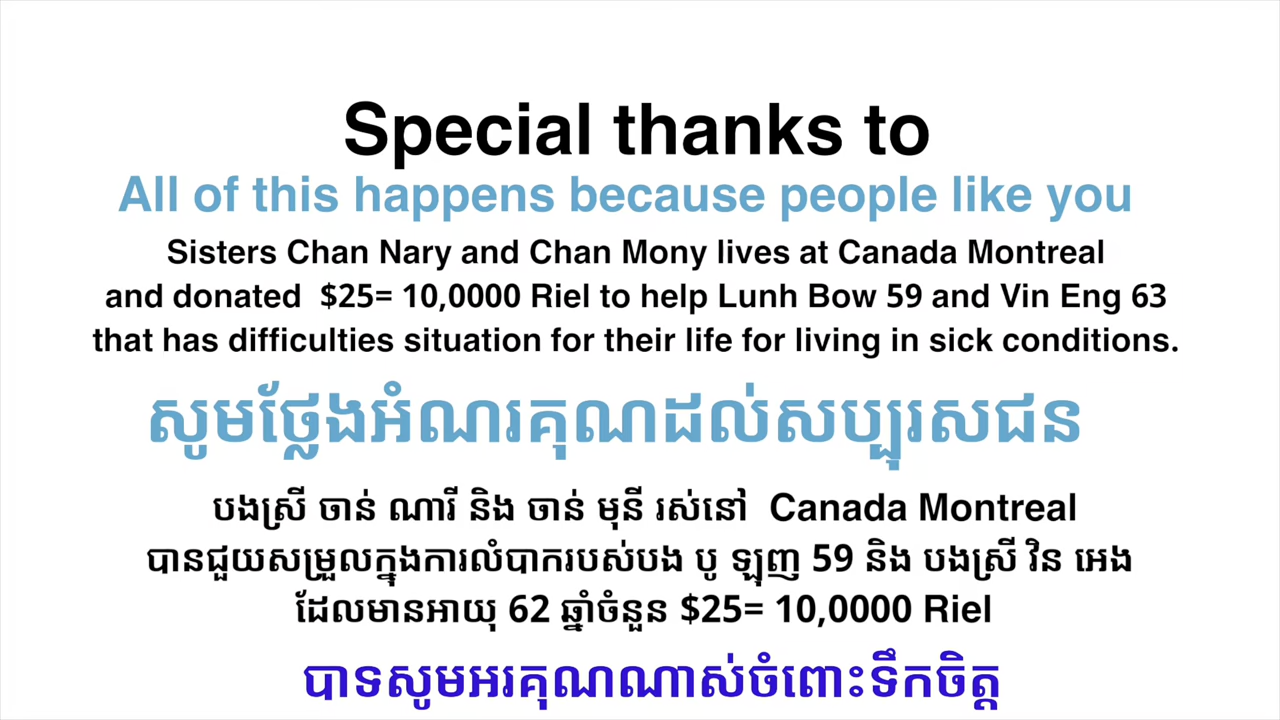 Special thanks to
All of this happens because people like you
Sisters Chan Nary and Chan Mony lives at Canada Montreal
and donated $25= 10,0000 Riel to help Lunh Bow 59 and Vin Eng 63
that has difficulties situation for their life for living in sick conditions.
សូមថ្លែងអំណរគុណដល់សប្បុរសជន
បងស្រី ចាន់ ណារី និង ចាន់ មុនី រស់នៅ Canada Montreal
បានជួយសម្រួលក្នុងការលំបាករបស់បង បូ ឡុញ 59 និង បងស្រី វិន អេង
ដែលមានអាយុ 62 ឆ្នាំចំនួន $25= 10,0000 Riel
បាទសូមអរគុណណាស់ចំពោះទឹកចិត្ត